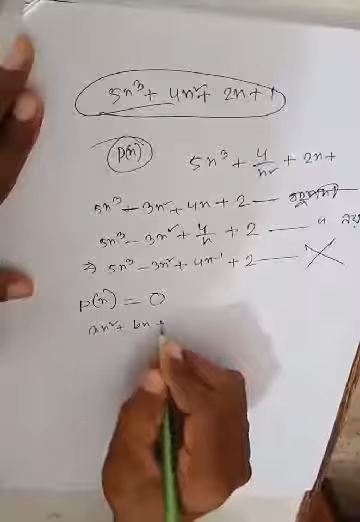 5x³ + 4x² + 2x + 1
P(x) 5x³ + 4/x² + 2x +
5x³ - 3x² + 4x + 2 —
5x³ - 3x² + 4/x + 2 — " নয়
⇒ 5x³ - 3x² + 4x⁻¹ + 2 — ×
P(x) = 0
ax² + bx +